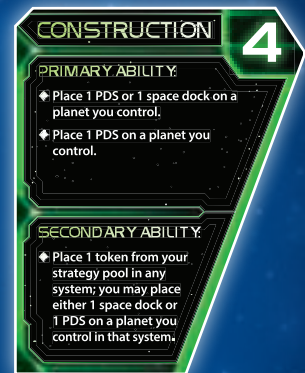 CONSTRUCTION
4
PRIMARY ABILITY:
Place 1 PDS or 1 space dock on a
planet you control.
Place 1 PDS on a planet you
control.
SECONDARY ABILITY:
Place 1 token from your
strategy pool in any
system; you may place
either 1 space dock or
1 PDS on a planet you
control in that system.